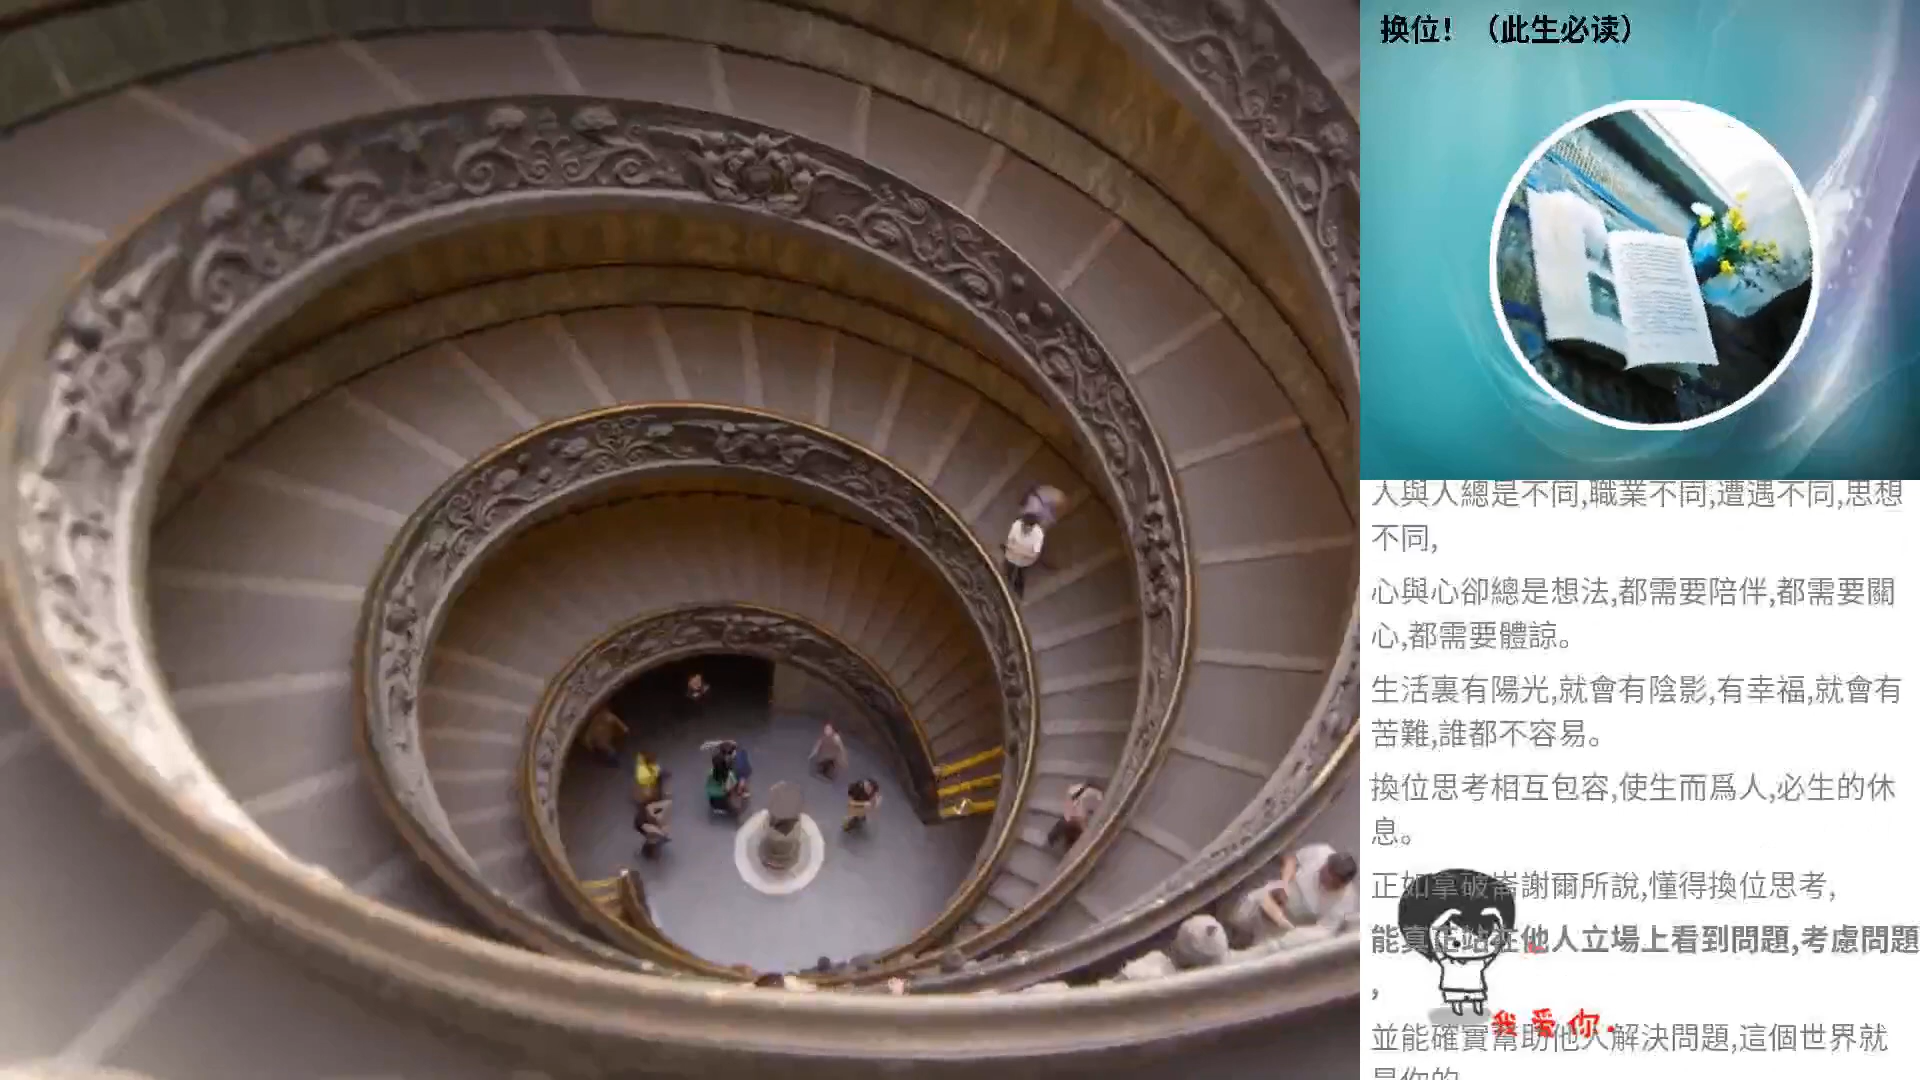 换位！（此生必读）
人與人總是不同,職業不同,遭遇不同,思想
不同,
心與心卻總是想法,都需要陪伴,都需要關
心,都需要體諒。
生活裏有陽光,就會有陰影,有幸福,就會有
苦難,誰都不容易。
換位思考相互包容,使生而爲人,必生的休
息。
正如拿破崙謝爾所說,懂得換位思考,
能真正站在他人立場上看到問題,考慮問題
,
我爱你.
並能確實幫助他人解決問題,這個世界就
是你的